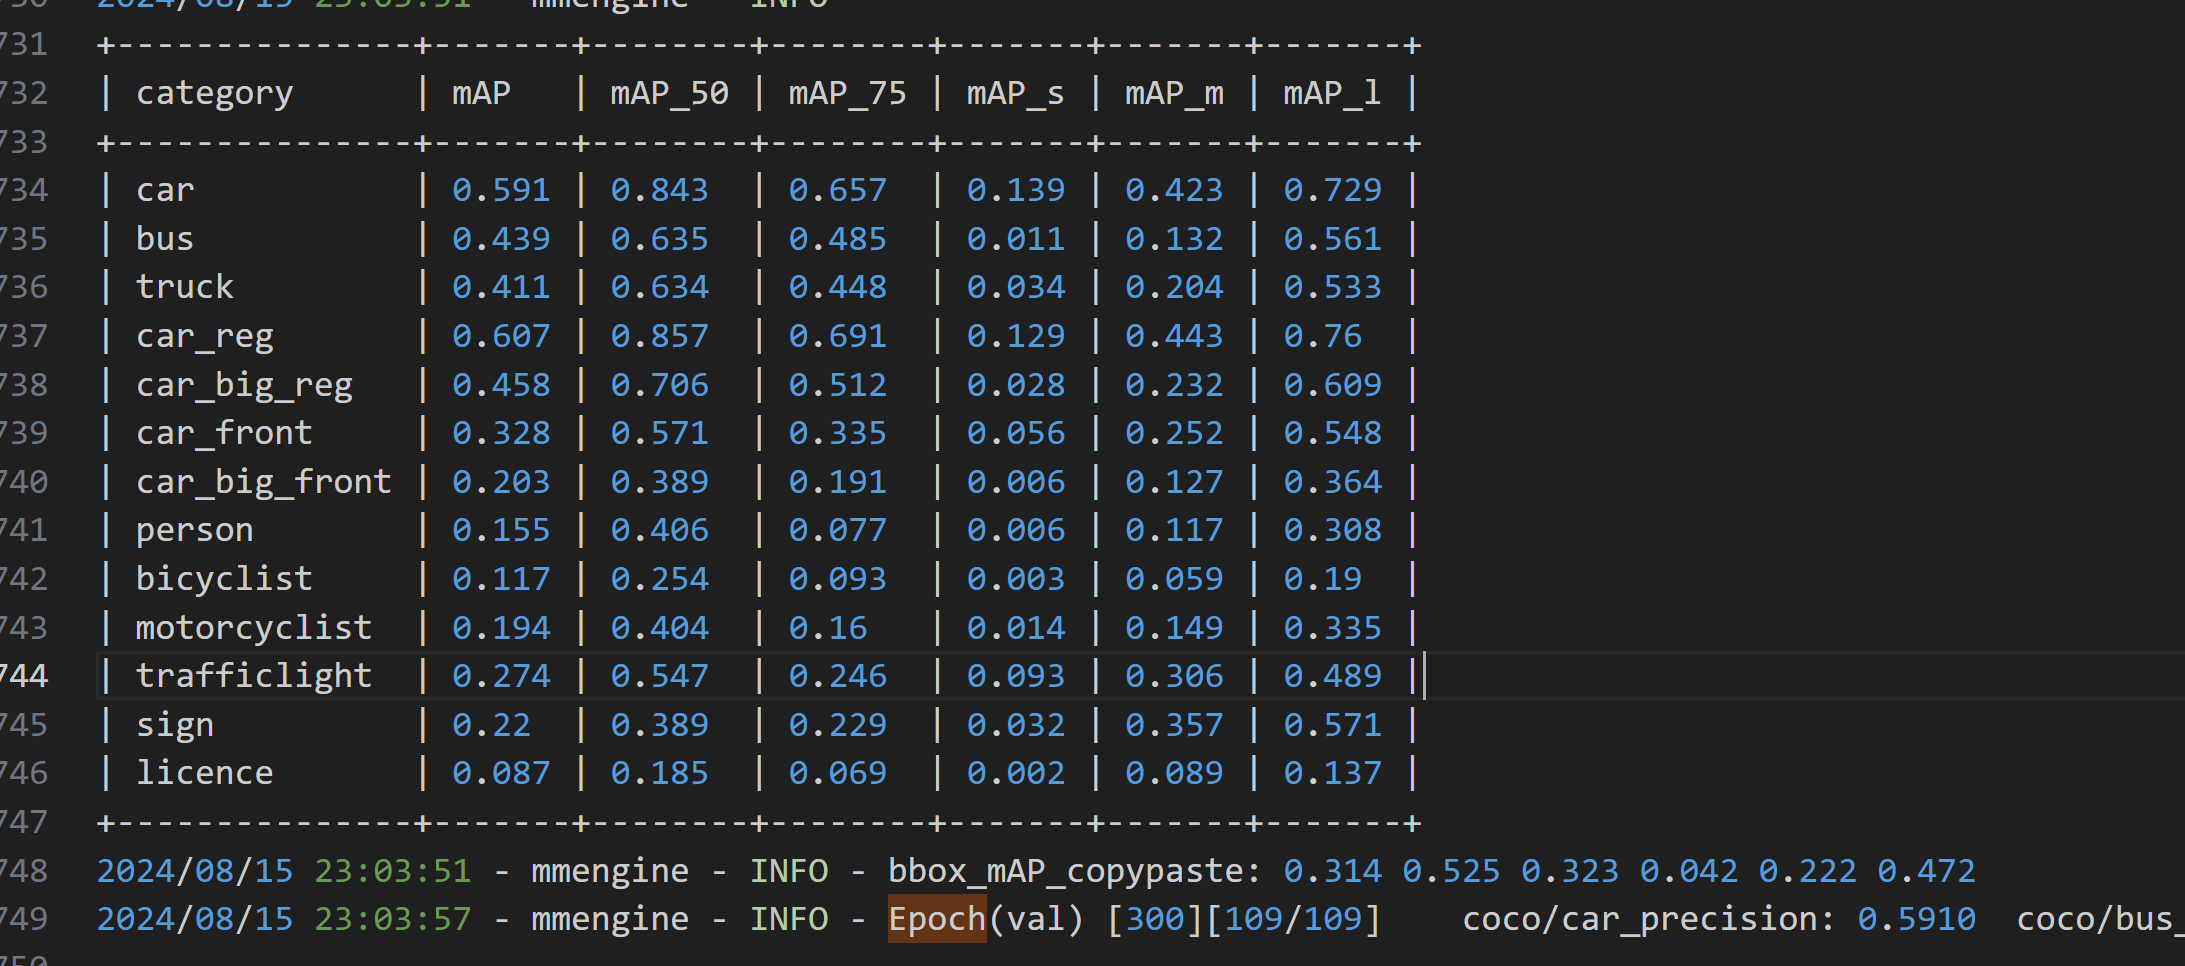 730 2024/08/15 23:03:51 - mmengine - INFO
731 +---------------+-------+--------+--------+-------+-------+-------+
732 | category      | mAP   | mAP_50 | mAP_75 | mAP_s | mAP_m | mAP_l |
733 +---------------+-------+--------+--------+-------+-------+-------+
734 | car           | 0.591 | 0.843  | 0.657  | 0.139 | 0.423 | 0.729 |
735 | bus           | 0.439 | 0.635  | 0.485  | 0.011 | 0.132 | 0.561 |
736 | truck         | 0.411 | 0.634  | 0.448  | 0.034 | 0.204 | 0.533 |
737 | car_reg       | 0.607 | 0.857  | 0.691  | 0.129 | 0.443 | 0.76  |
738 | car_big_reg   | 0.458 | 0.706  | 0.512  | 0.028 | 0.232 | 0.609 |
739 | car_front     | 0.328 | 0.571  | 0.335  | 0.056 | 0.252 | 0.548 |
740 | car_big_front | 0.203 | 0.389  | 0.191  | 0.006 | 0.127 | 0.364 |
741 | person        | 0.155 | 0.406  | 0.077  | 0.006 | 0.117 | 0.308 |
742 | bicyclist     | 0.117 | 0.254  | 0.093  | 0.003 | 0.059 | 0.19  |
743 | motorcyclist  | 0.194 | 0.404  | 0.16   | 0.014 | 0.149 | 0.335 |
744 | trafficlight  | 0.274 | 0.547  | 0.246  | 0.093 | 0.306 | 0.489 |
745 | sign          | 0.22  | 0.389  | 0.229  | 0.032 | 0.357 | 0.571 |
746 | licence       | 0.087 | 0.185  | 0.069  | 0.002 | 0.089 | 0.137 |
747 +---------------+-------+--------+--------+-------+-------+-------+
748 2024/08/15 23:03:51 - mmengine - INFO - bbox_mAP_copypaste: 0.314 0.525 0.323 0.042 0.222 0.472
749 2024/08/15 23:03:57 - mmengine - INFO - Epoch(val) [300][109/109]    coco/car_precision: 0.5910  coco/bus_
750